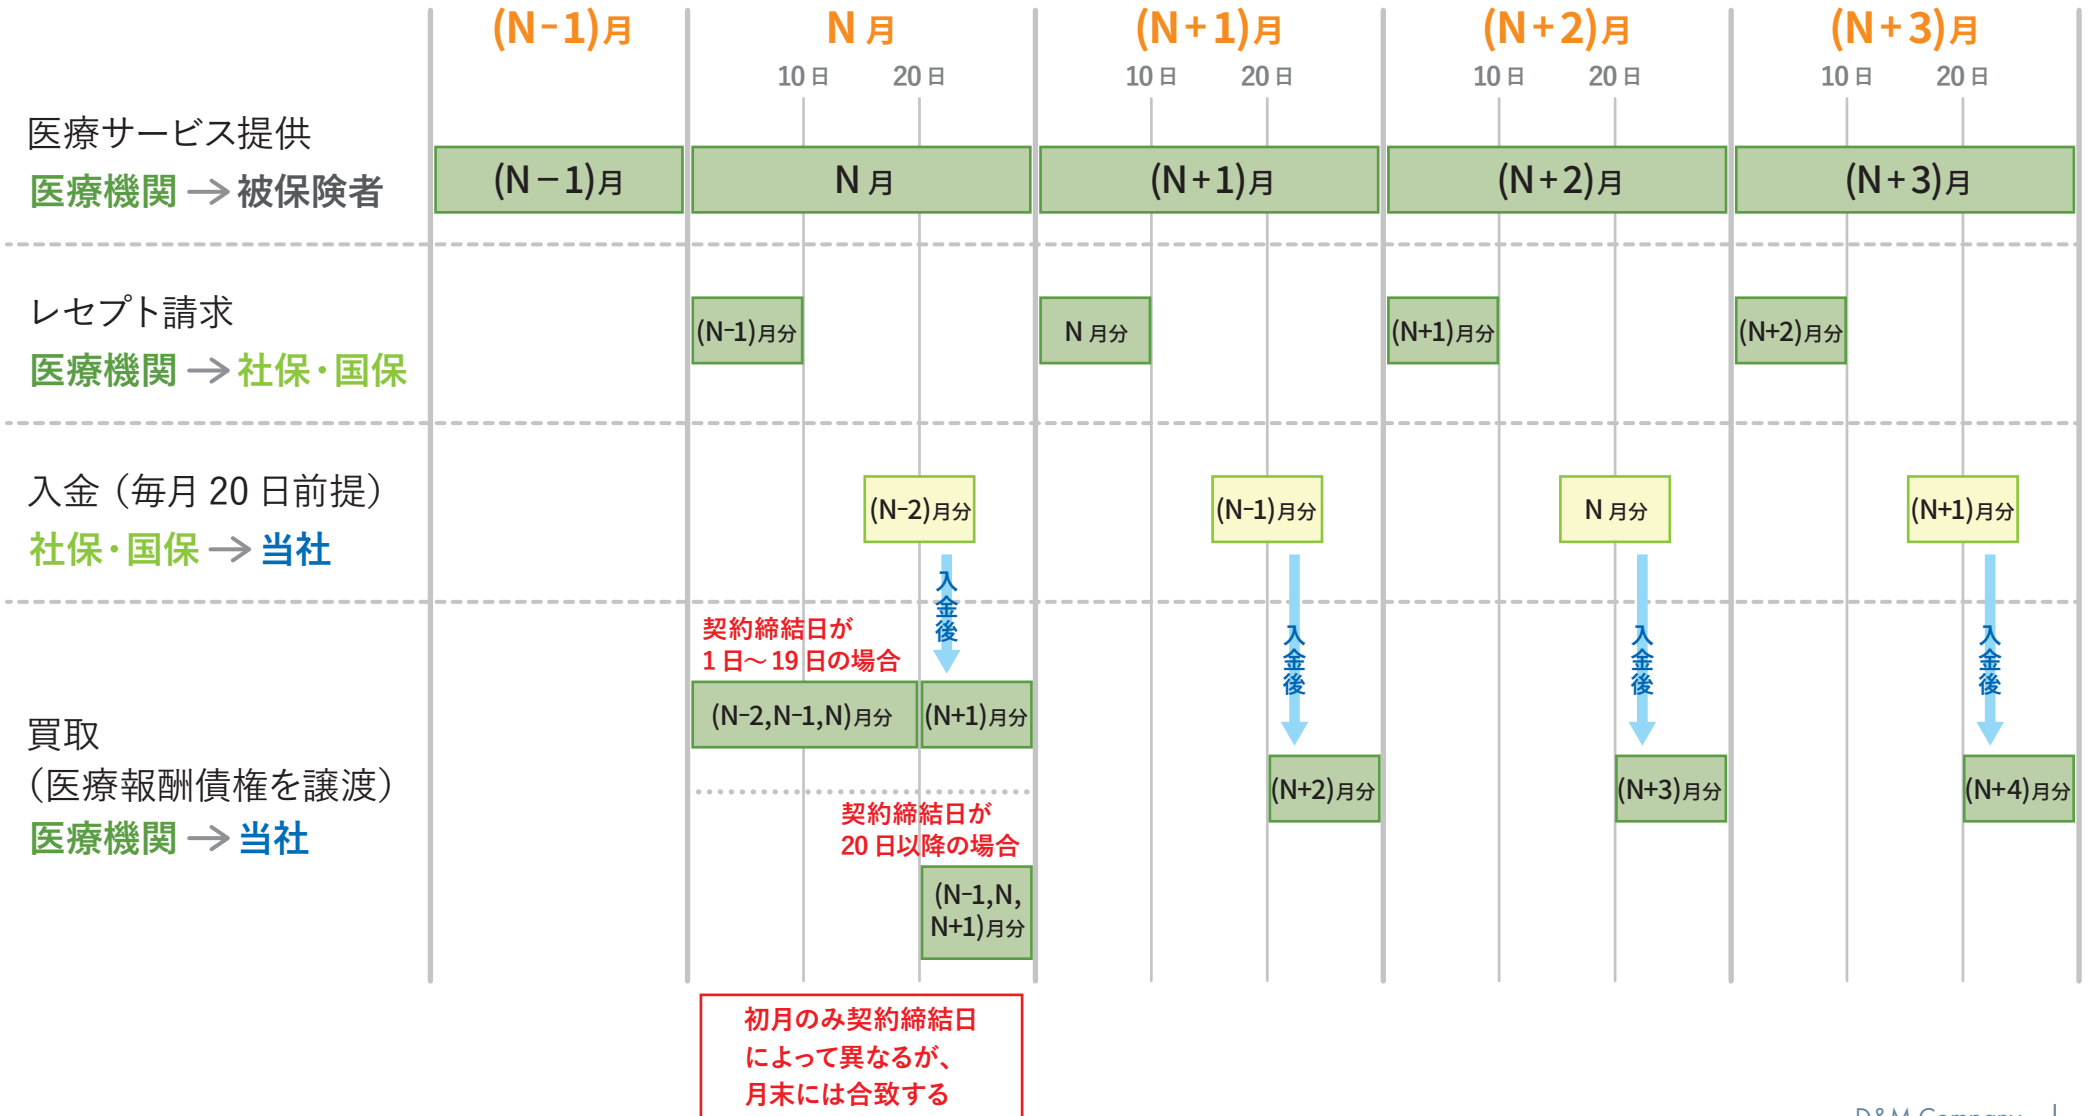 (N-1)月 N 月 (N+1)月 (N+2)月 (N+3)月
10日 20日 10日 20日 10日 20日 10日 20日
医療サービス提供
医療機関→被保険者
(N-1)月 N 月 (N+1)月 (N+2)月 (N+3)月
レセプト請求
医療機関→社保・国保
(N-1)月分 N 月分 (N+1)月分 (N+2)月分
入金（毎月 20 日前提）
社保・国保→当社
(N-2)月分 (N-1)月分 N 月分 (N+1)月分
入金後 入金後 入金後 入金後
契約締結日が
1日〜19日の場合
(N-2,N-1,N)月分 (N+1)月分
買取
（医療報酬債権を譲渡）
医療機関→当社
(N+2)月分 (N+3)月分 (N+4)月分
契約締結日が
20日以降の場合
(N-1,N,
N+1)月分
初月のみ契約締結日
によって異なるが、
月末には合致する
D&M Company